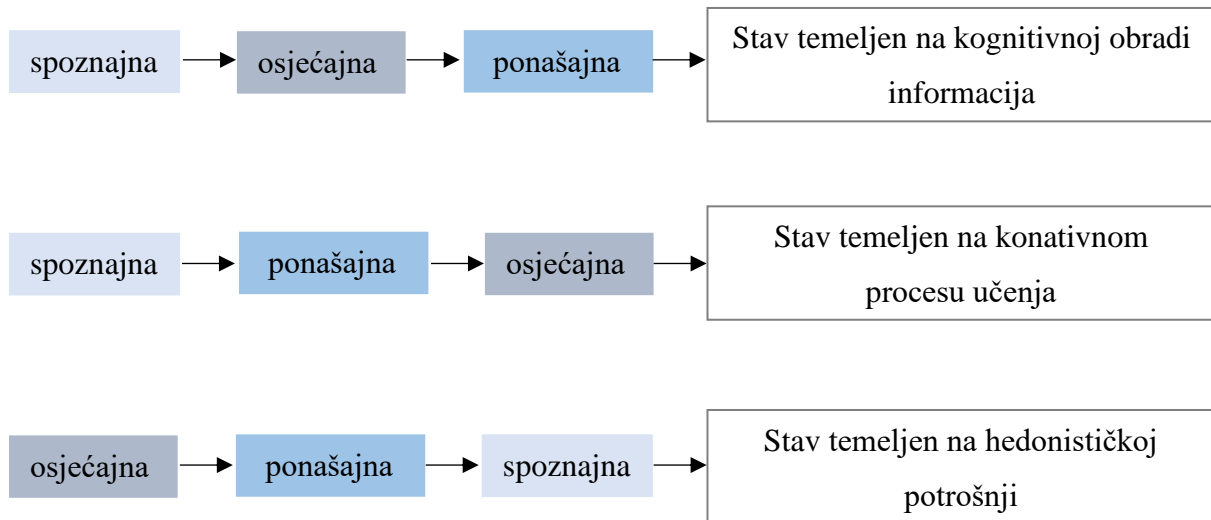 spoznajna
osjećajna
ponašajna
Stav temeljen na kognitivnoj obradi
informacija
spoznajna
ponašajna
osjećajna
Stav temeljen na konativnom
procesu učenja
osjećajna
ponašajna
spoznajna
Stav temeljen na hedonističkoj
potrošnji